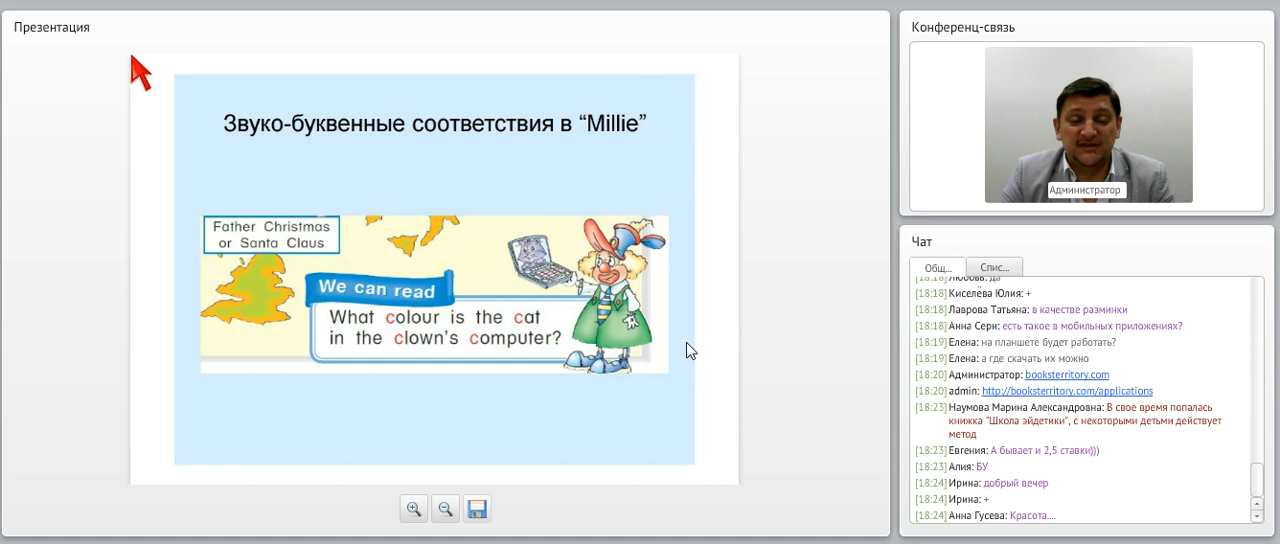 Презентация
Звуко-буквенные соответствия в “Millie”
Father Christmas
or Santa Claus
We can read
What colour is the cat
in the clown's computer?
Конференц-связь
Администратор
Чат
Общ...
Спис...
[18:18] Любовь: да
[18:18] Киселёва Юлия: +
[18:18] Лаврова Татьяна: в качестве разминки
[18:18] Анна Серн: есть такое в мобильных приложениях?
[18:19] Елена: на планшете будет работать?
[18:19] Елена: а где скачать их можно
[18:20] Администратор: booksterritory.com
[18:20] admin: http://booksterritory.com/applications
[18:23] Наумова Марина Александровна: В свое время попалась
книжка "Школа эйдетики", с некоторыми детьми действует
метод
[18:23] Евгения: А бывает и 2,5 ставки)))
[18:23] Алия: БУ
[18:24] Ирина: добрый вечер
[18:24] Ирина: +
[18:24] Анна Гусева: Красота....